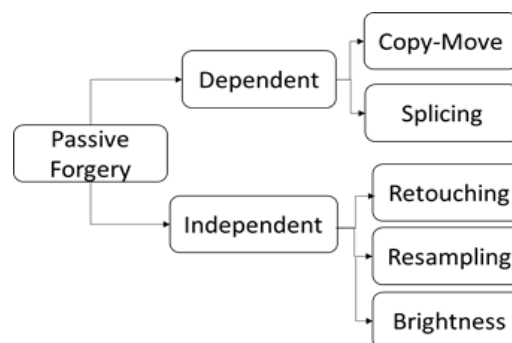 Copy-Move
Dependent
Splicing
Passive
Forgery
Retouching
Independent
Resampling
Brightness